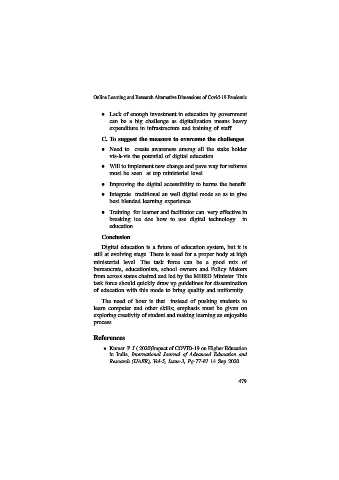 Online Learning and Research Alternative Dimensions of Covid-19 Pandemic
● Lack of enough investment in education by government
can be a big challenge as digitalization means heavy
expenditure in infrastructure and training of staff
C. To suggest the measure to overcome the challenges
● Need to create awareness among all the stake holder
vis-à-vis the potential of digital education
● Will to implement new change and pave way for reforms
must be seen at top ministerial level
● Improving the digital accessibility to harness the benefit
● Integrate traditional as well digital mode so as to give
best blended learning experience
● Training for learner and facilitator can very effective in
breaking ice doe how to use digital technology in
education
Conclusion
Digital education is a future of education system, but it is
still at evolving stage There is need for a proper body at high
ministerial level The task force can be a good mix of
bureaucrats, educationists, school owners and Policy Makers
from across states chaired and led by the MHRD Minister This
task force should quickly draw up guidelines for dissemination
of education with this mode to bring quality and uniformity
The need of hour is that instead of pushing students to
learn computer and other skills; emphasis must be given on
exploring creativity of student and making learning an enjoyable
process
References
● Kumar P J ( 2020)Impact of COVID-19 on Higher Education
in India, International Journal of Advanced Education and
Research (IJAER), Vol-5, Issue-3, Pg-77-81 14 Sep 2020
479